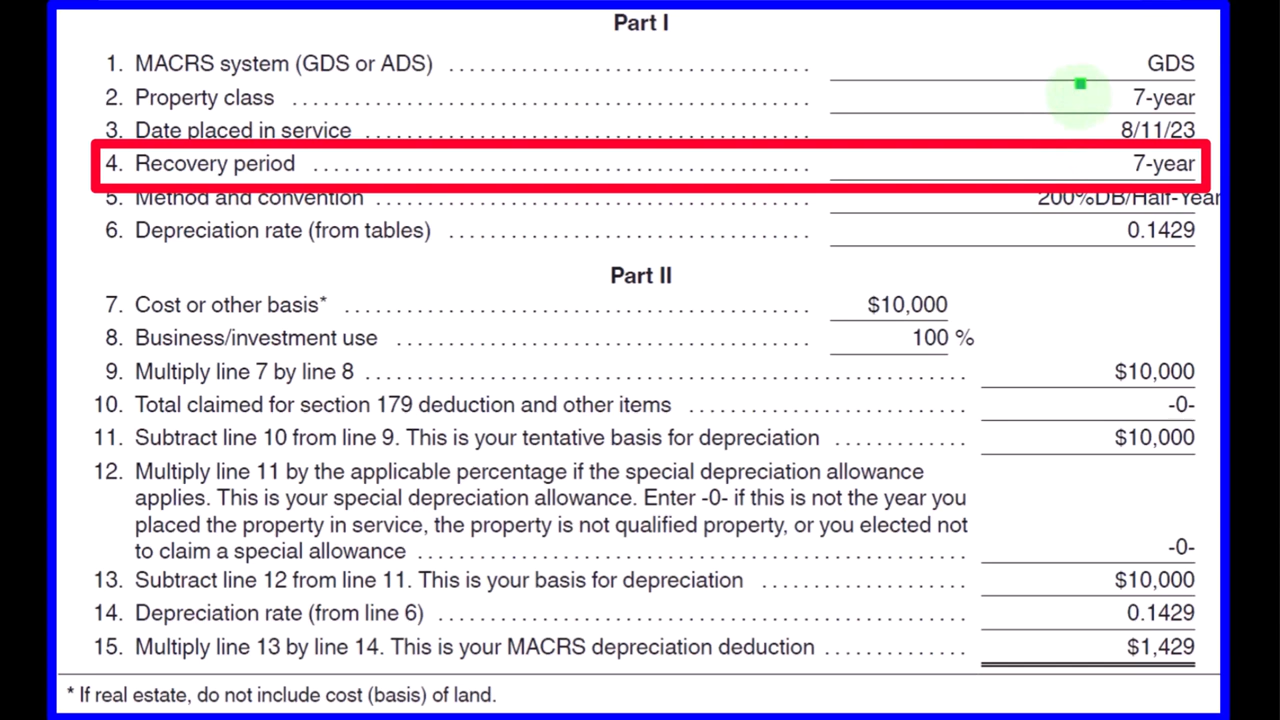 Part I
1. MACRS system (GDS or ADS) ................................... GDS
2. Property class .................................................. 7-year
3. Date placed in service .......................................... 8/11/23
4. Recovery period ................................................ 7-year
5. Method and convention .......................................... 200%DB/Half-Year
6. Depreciation rate (from tables) ................................... 0.1429
Part II
7. Cost or other basis* ............................................. $10,000
8. Business/investment use ........................................ 100 %
9. Multiply line 7 by line 8 ........................................................... $10,000
10. Total claimed for section 179 deduction and other items ........................... -0-
11. Subtract line 10 from line 9. This is your tentative basis for depreciation ............. $10,000
12. Multiply line 11 by the applicable percentage if the special depreciation allowance
applies. This is your special depreciation allowance. Enter -0- if this is not the year you
placed the property in service, the property is not qualified property, or you elected not
to claim a special allowance ..................................................... -0-
13. Subtract line 12 from line 11. This is your basis for depreciation .................... $10,000
14. Depreciation rate (from line 6) ................................................... 0.1429
15. Multiply line 13 by line 14. This is your MACRS depreciation deduction .............. $1,429
* If real estate, do not include cost (basis) of land.